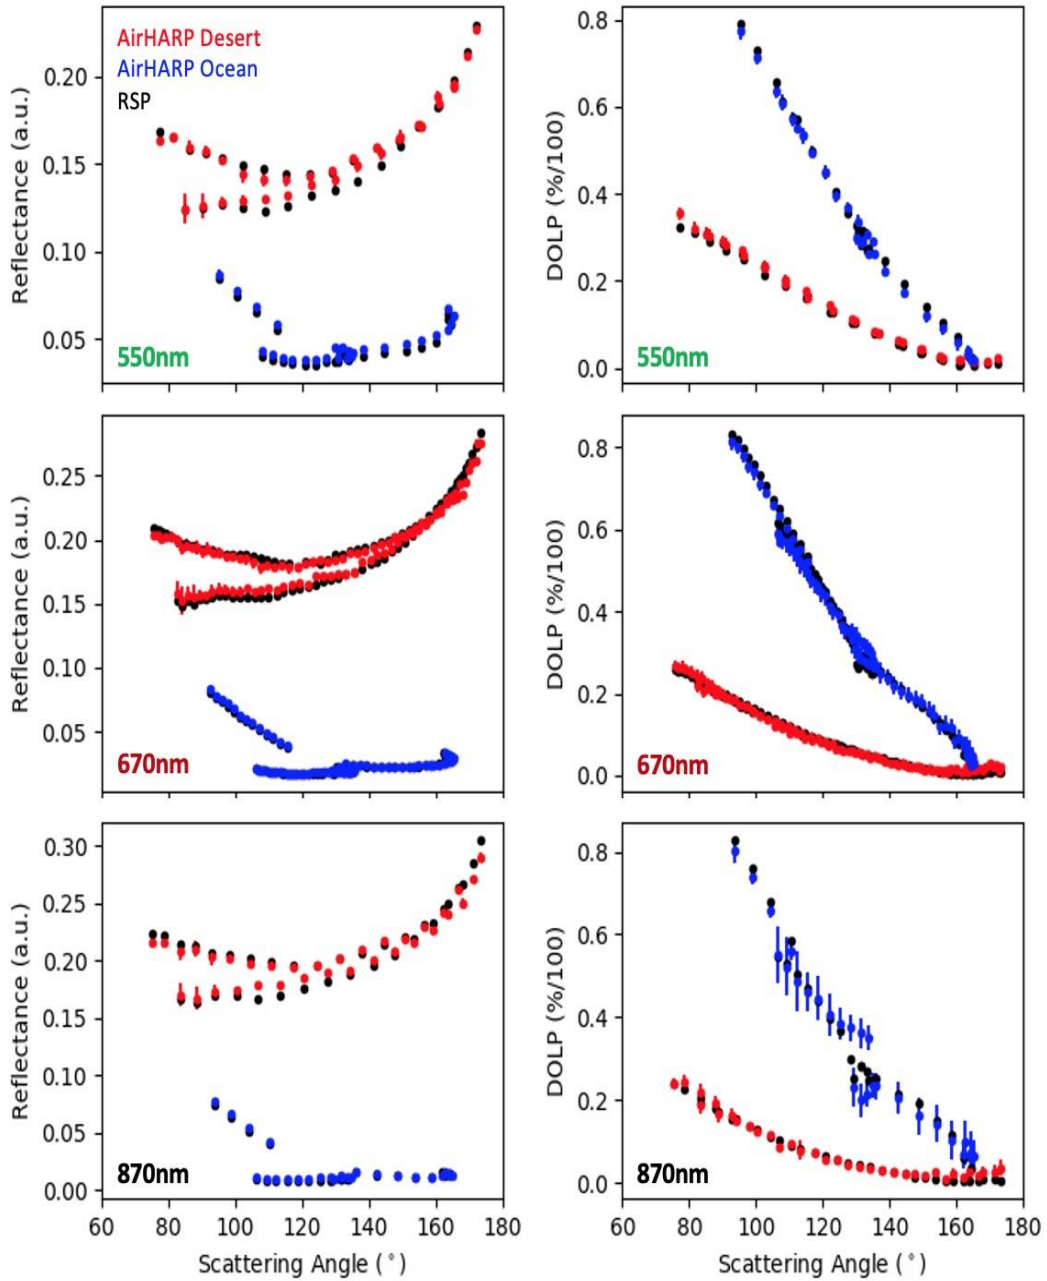 AirHARP Desert
AirHARP Ocean
RSP
Reflectance (a.u.)
0.20
0.15
0.10
0.05
550nm
DOLP (%/100)
0.8
0.6
0.4
0.2
0.0
550nm
Reflectance (a.u.)
0.25
0.20
0.15
0.10
0.05
670nm
DOLP (%/100)
0.8
0.6
0.4
0.2
0.0
670nm
Reflectance (a.u.)
0.30
0.25
0.20
0.15
0.10
0.05
0.00
870nm
60 80 100 120 140 160 180
Scattering Angle (°)
DOLP (%/100)
0.8
0.6
0.4
0.2
0.0
870nm
60 80 100 120 140 160 180
Scattering Angle (°)